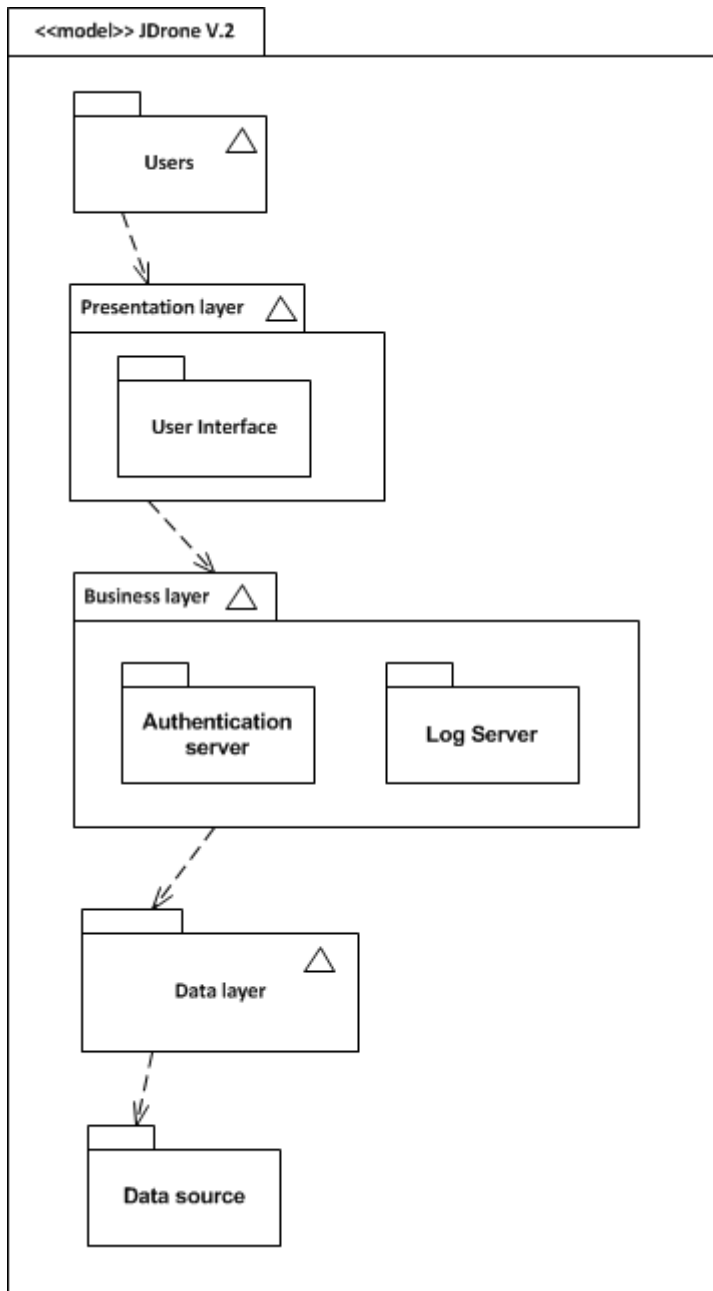 <<model>> JDrone V.2
Users
Presentation layer
User Interface
Business layer
Authentication
server
Log Server
Data layer
Data source